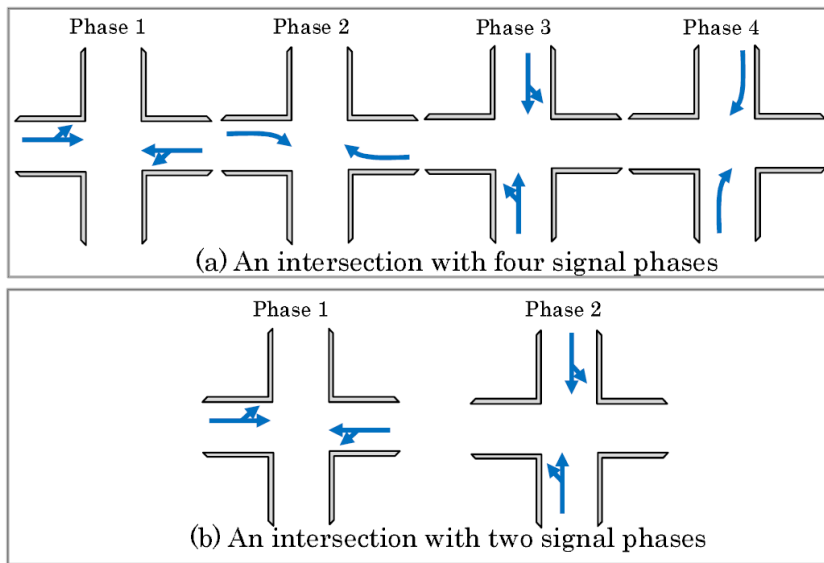 Phase 1 Phase 2 Phase 3 Phase 4
(a) An intersection with four signal phases
Phase 1 Phase 2
(b) An intersection with two signal phases